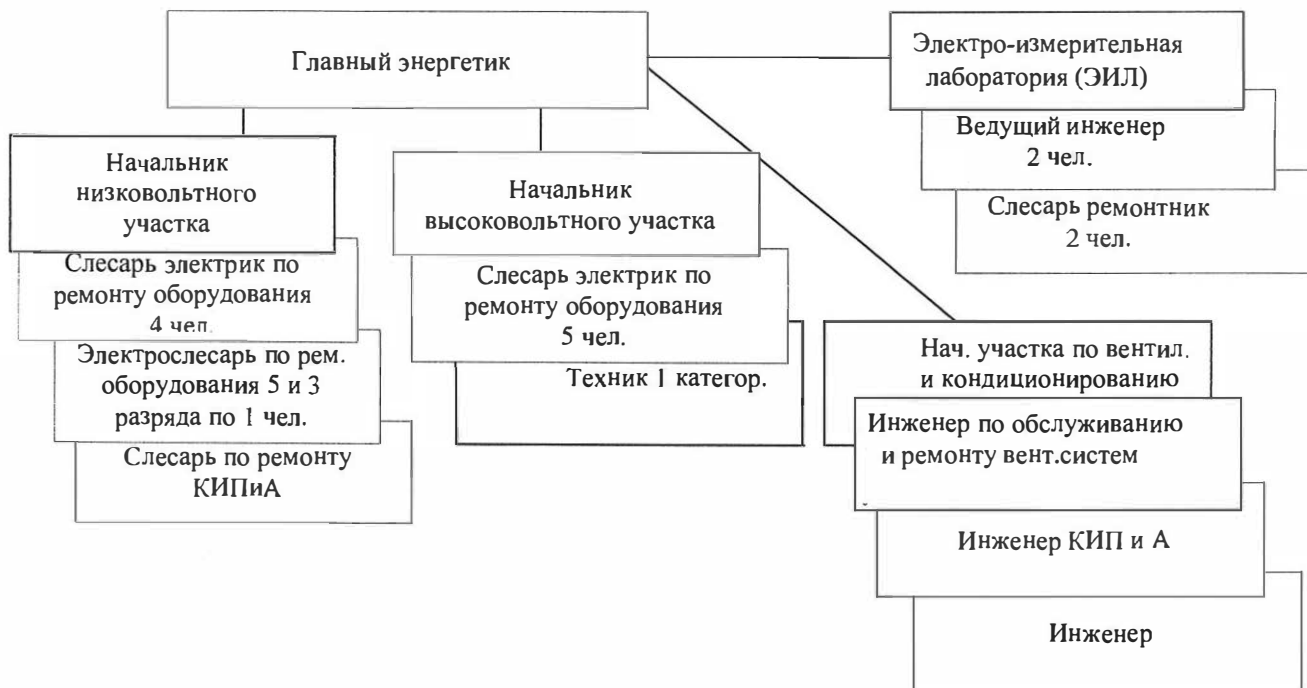 Главный энергетик
Электро-измерительная
лаборатория (ЭИЛ)
Ведущий инженер
2 чел.
Слесарь ремонтник
2 чел.
Начальник
низковольтного
участка
Слесарь электрик по
ремонту оборудования
4 чел.
Электрослесарь по рем.
оборудования 5 и 3
разряда по 1 чел.
Слесарь по ремонту
КИПиА
Начальник
высоковольтного участка
Слесарь электрик по
ремонту оборудования
5 чел.
Техник 1 категор.
Нач. участка по вентил.
и кондиционированию
Инженер по обслуживанию
и ремонту вент.систем
Инженер КИП и А
Инженер